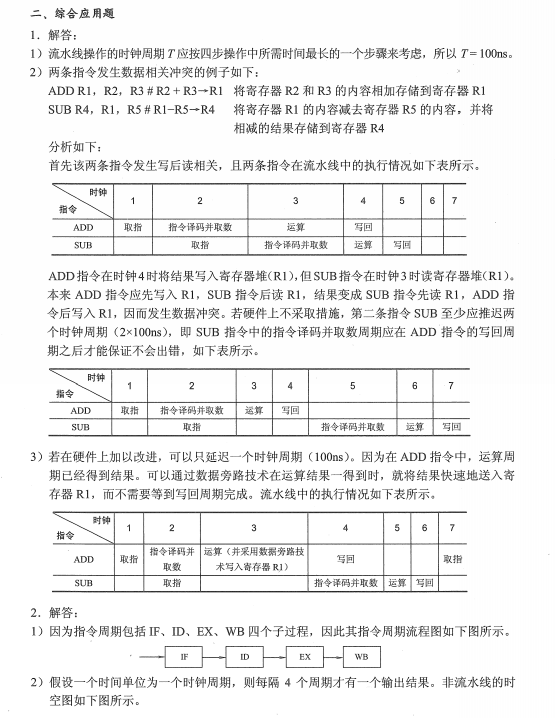 二、综合应用题
1．解答：
1）流水线操作的时钟周期 T 应按四步操作中所需时间最长的一个步骤来考虑，所以 T = 100ns。
2）两条指令发生数据相关冲突的例子如下：
ADD R1，R2，R3 # R2 + R3→R1 将寄存器 R2 和 R3 的内容相加存储到寄存器 R1
SUB R4，R1，R5 # R1−R5→R4 将寄存器 R1 的内容减去寄存器 R5 的内容，并将
相减的结果存储到寄存器 R4
分析如下：
首先该两条指令发生写后读相关，且两条指令在流水线中的执行情况如下表所示。
时钟
指令 1 2 3 4 5 6 7
ADD 取指 指令译码并取数 运算 写回
SUB 取指 指令译码并取数 运算 写回
ADD 指令在时钟 4 时将结果写入寄存器堆（R1），但 SUB 指令在时钟 3 时读寄存器堆（R1）。
本来 ADD 指令应先写入 R1，SUB 指令后读 R1，结果变成 SUB 指令先读 R1，ADD 指
令后写入 R1，因而发生数据冲突。若硬件上不采取措施，第二条指令 SUB 至少应推迟两
个时钟周期（2×100ns），即 SUB 指令中的指令译码并取数周期应在 ADD 指令的写回周
期之后才能保证不会出错，如下表所示。
时钟
指令 1 2 3 4 5 6 7
ADD 取指 指令译码并取数 运算 写回
SUB 取指 指令译码并取数 运算 写回
3）若在硬件上加以改进，可以只延迟一个时钟周期（100ns）。因为在 ADD 指令中，运算周
期已经得到结果。可以通过数据旁路技术在运算结果一得到时，就将结果快速地送入寄
存器 R1，而不需要等到写回周期完成。流水线中的执行情况如下表所示。
时钟
指令 1 2 3 4 5 6 7
ADD 取指 指令译码并取数 运算（并采用数据旁路技术写入寄存器 R1） 写回 取指
SUB 取指 指令译码并取数 运算 写回
2．解答：
1）因为指令周期包括 IF、ID、EX、WB 四个子过程，因此其指令周期流程图如下图所示。
IF ID EX WB
2）假设一个时间单位为一个时钟周期，则每隔 4 个周期才有一个输出结果。非流水线的时
空图如下图所示。